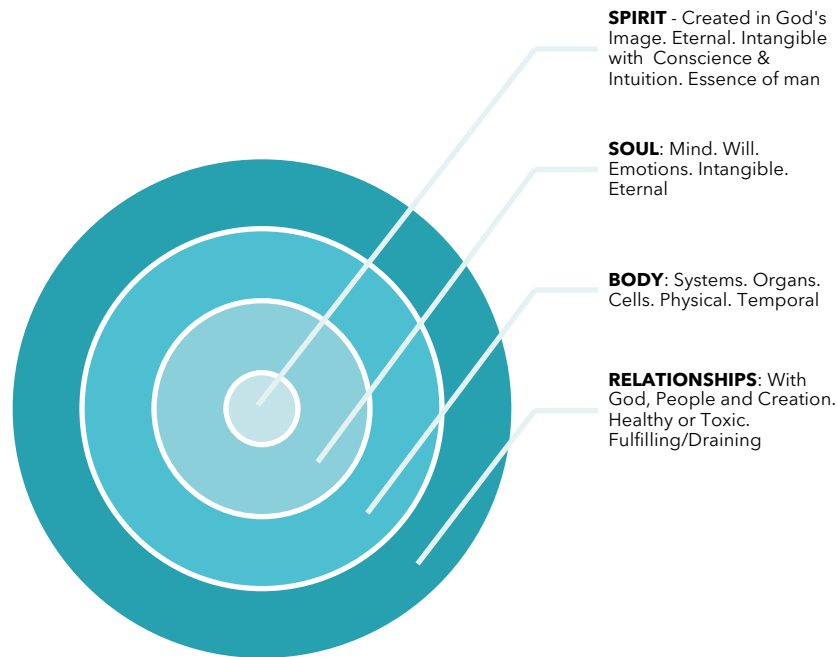 SPIRIT - Created in God's
Image. Eternal. Intangible
with  Conscience &
Intuition. Essence of man
SOUL: Mind. Will.
Emotions. Intangible.
Eternal
BODY: Systems. Organs.
Cells. Physical. Temporal
RELATIONSHIPS: With
God, People and Creation.
Healthy or Toxic.
Fulfilling/Draining